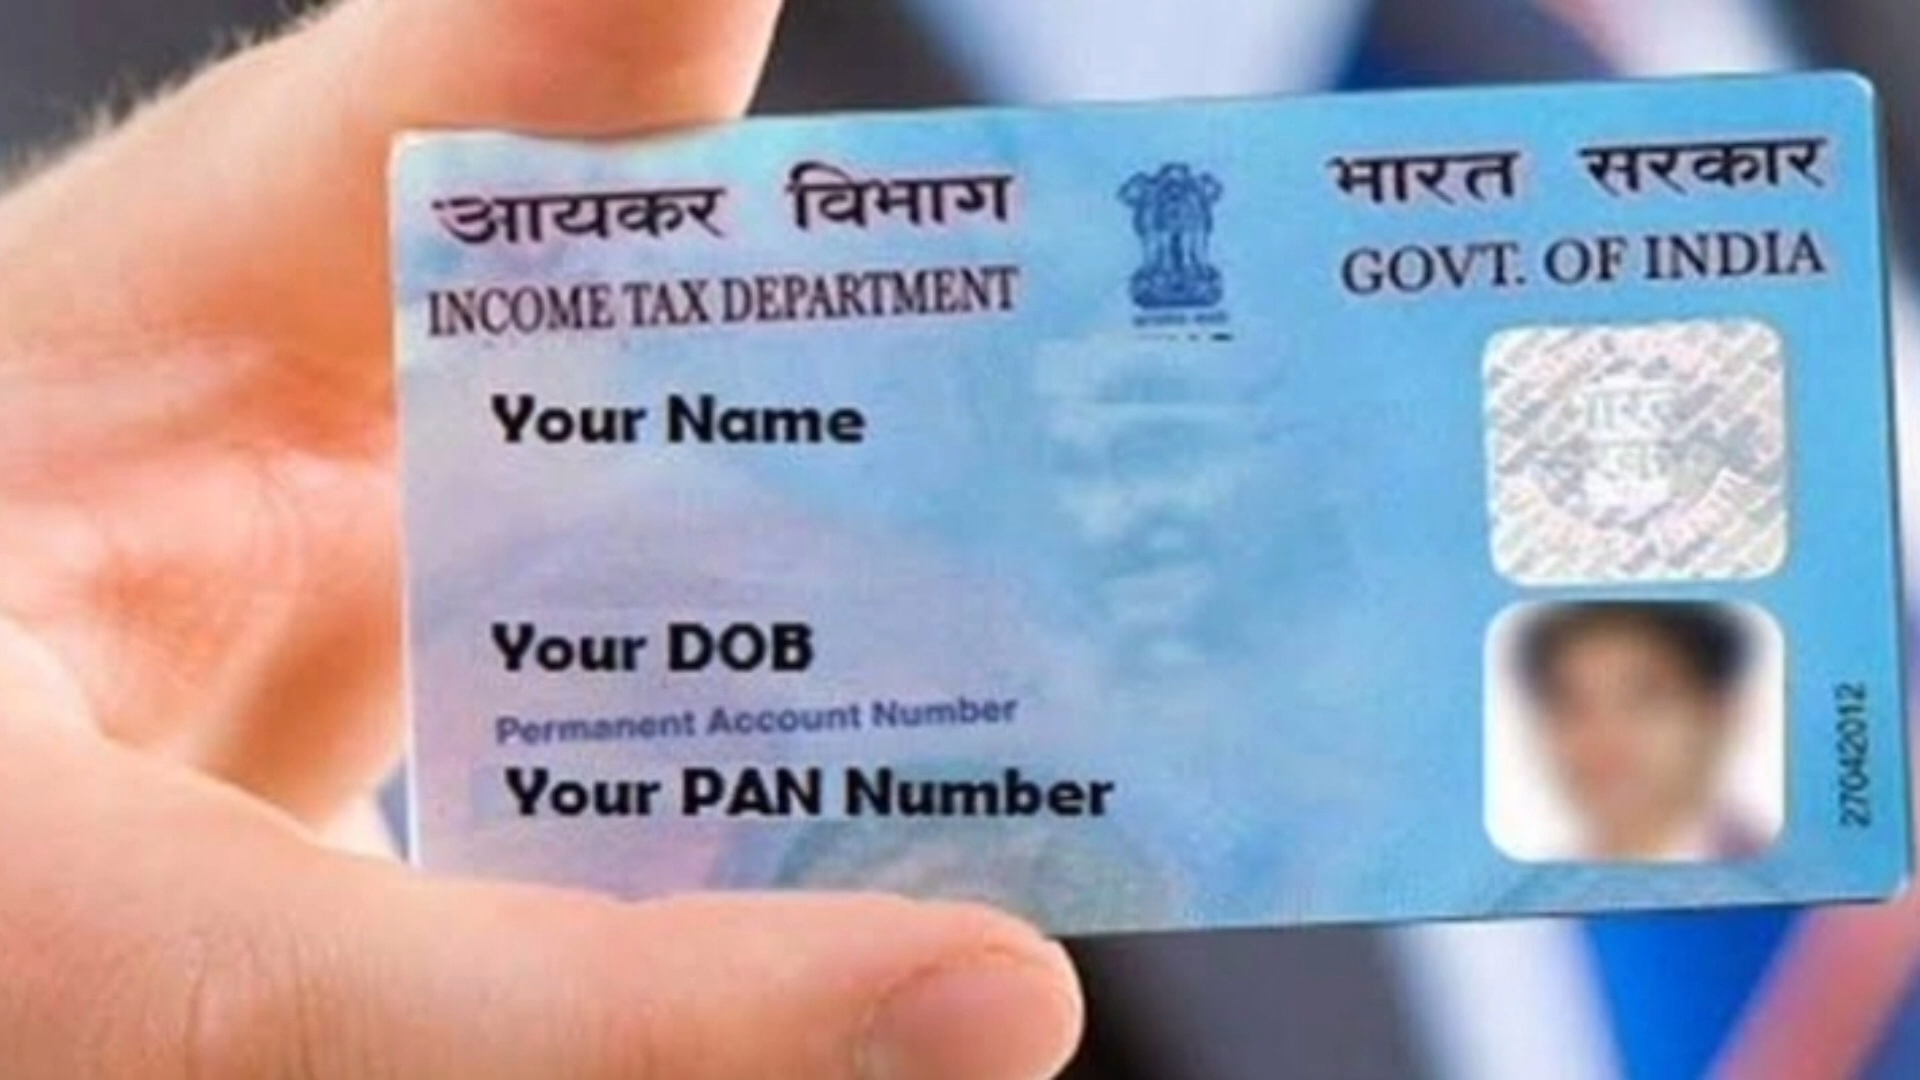 आयकर विभाग
INCOME TAX DEPARTMENT
भारत सरकार
GOVT. OF INDIA
Your Name
Your DOB
Permanent Account Number
Your PAN Number
27042012